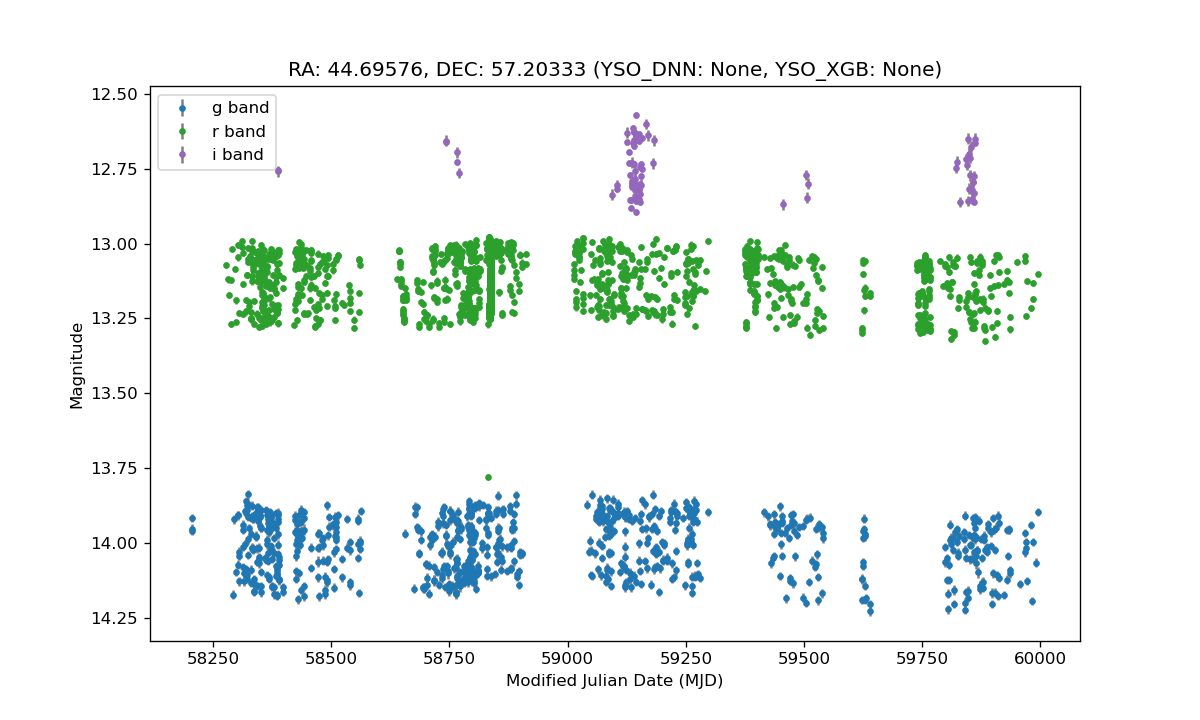 RA: 44.69576, DEC: 57.20333 (YSO_DNN: None, YSO_XGB: None)
g band
r band
i band
12.50
12.75
13.00
13.25
13.50
13.75
14.00
14.25
Magnitude
58250 58500 58750 59000 59250 59500 59750 60000
Modified Julian Date (MJD)